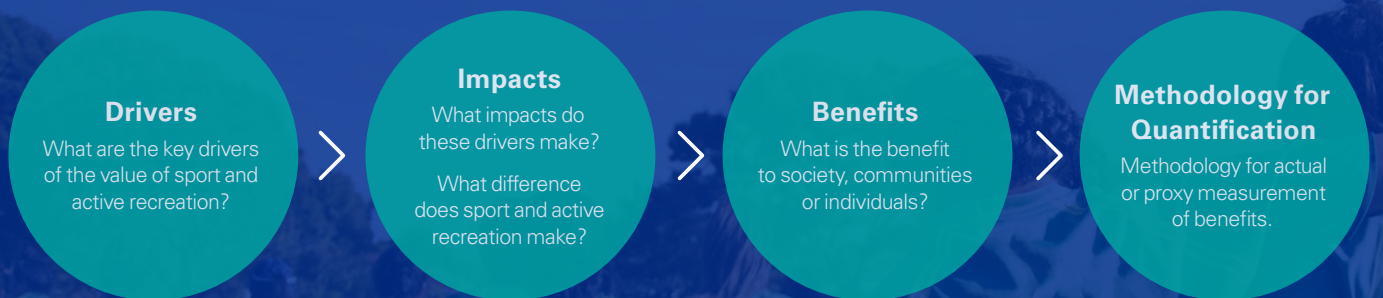 Drivers
What are the key drivers
of the value of sport and
active recreation?
Impacts
What impacts do
these drivers make?
What difference
does sport and active
recreation make?
Benefits
What is the benefit
to society, communities
or individuals?
Methodology for
Quantification
Methodology for actual
or proxy measurement
of benefits.